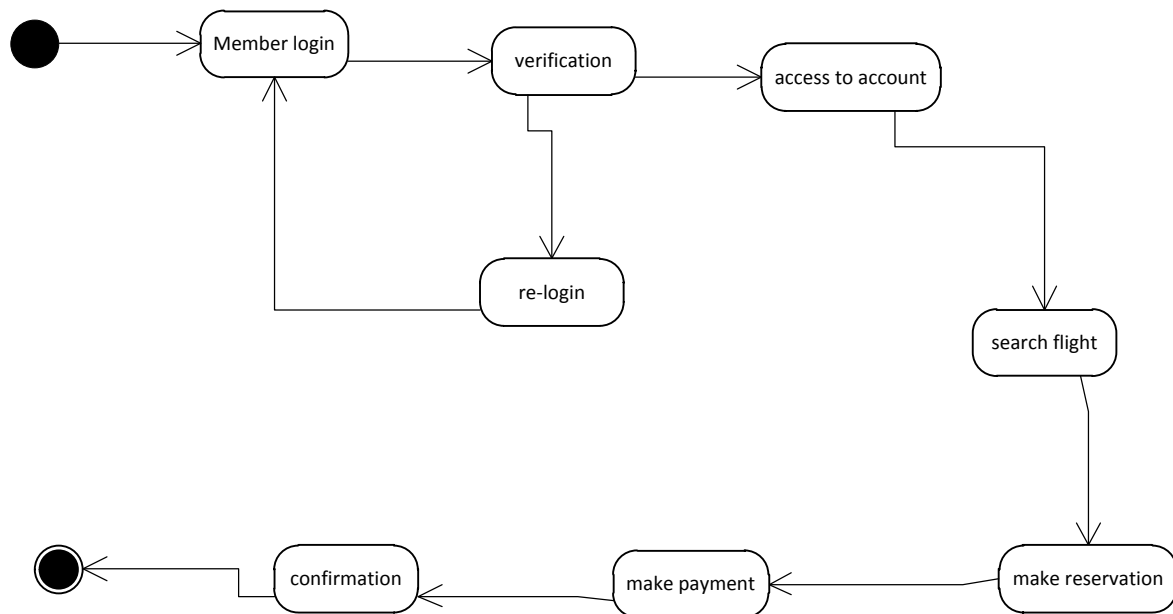 Member login
verification
access to account
re-login
search flight
confirmation
make payment
make reservation